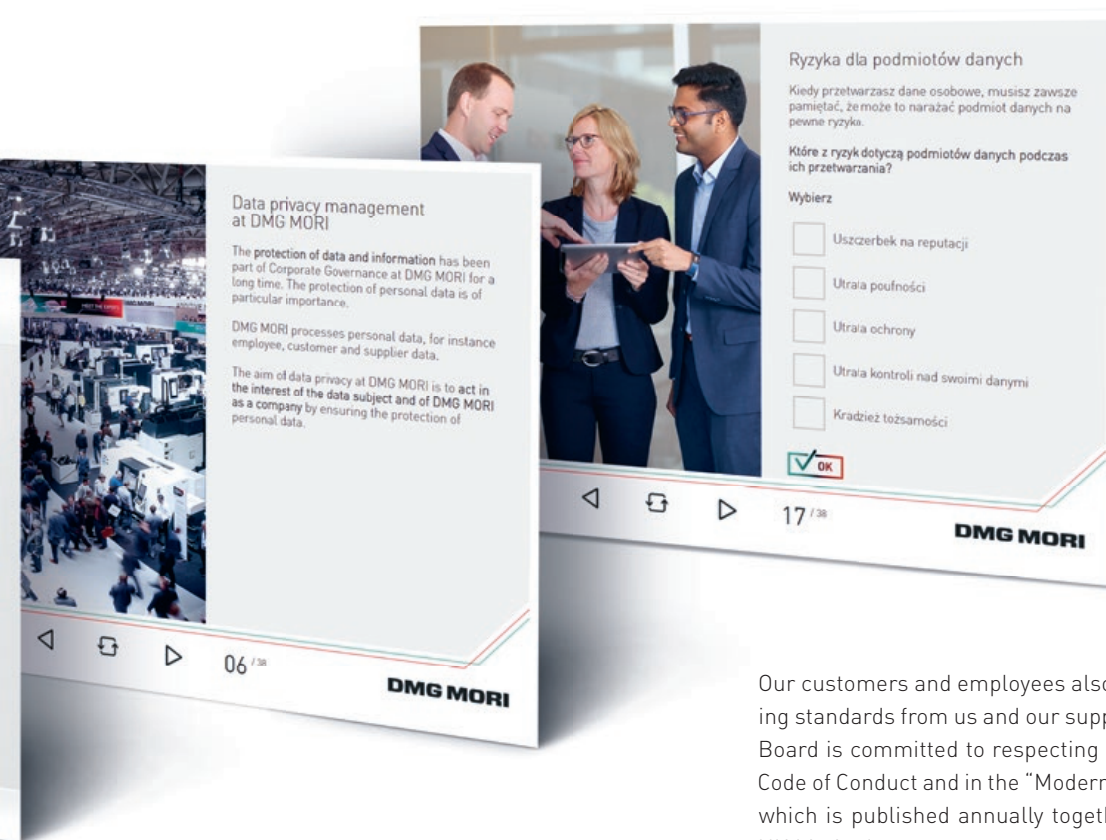 Data privacy management
at DMG MORI
The protection of data and information has been
part of Corporate Governance at DMG MORI for a
long time. The protection of personal data is of
particular importance.
DMG MORI processes personal data, for instance
employee, customer and supplier data.
The aim of data privacy at DMG MORI is to act in
the interest of the data subject and of DMG MORI
as a company by ensuring the protection of
personal data.
06 / 38
DMG MORI
Ryzyka dla podmiotów danych
Kiedy przetwarzasz dane osobowe, musisz zawsze
pamiętać, że może to narażać podmiot danych na
pewne ryzyka.
Które z ryzyk dotyczą podmiotów danych podczas
ich przetwarzania?
Wybierz
Uszczerbek na reputacji
Utrata poufności
Utrata ochrony
Utrata kontroli nad swoimi danymi
Kradzież tożsamości
OK
17 / 38
DMG MORI
Our customers and employees also
ing standards from us and our supp
Board is committed to respecting
Code of Conduct and in the “Modern
which is published annually togeth